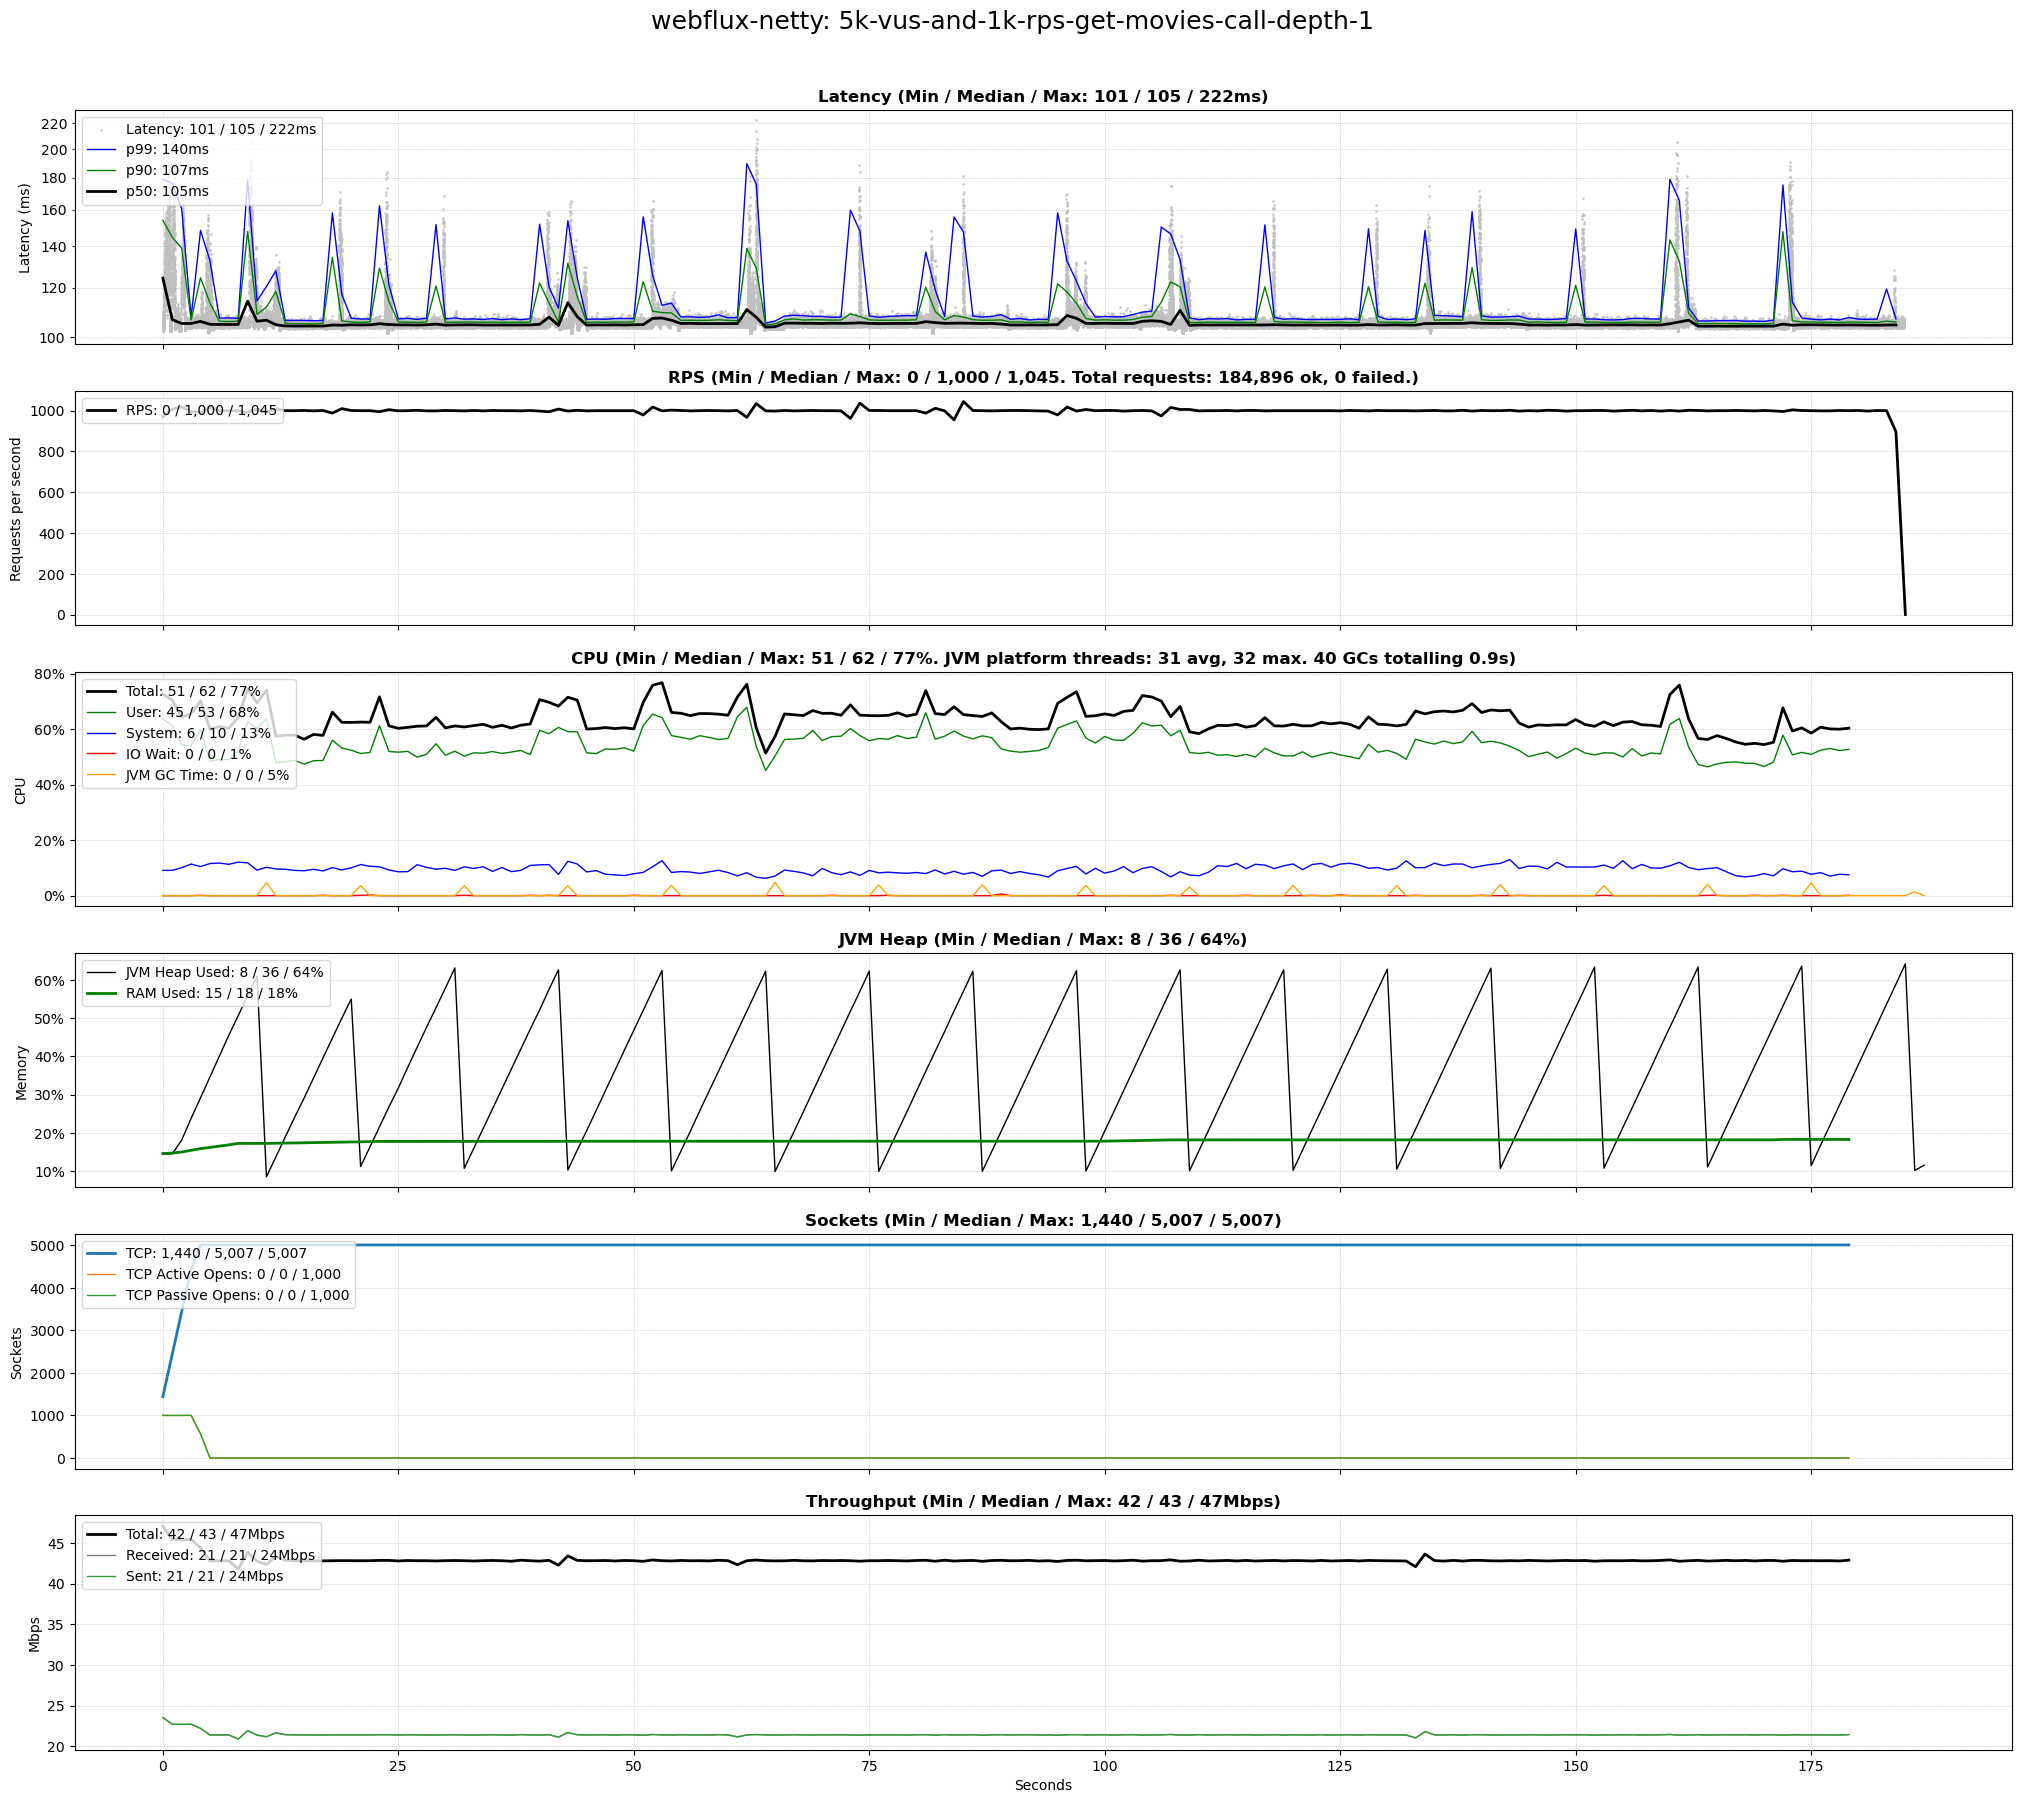 webflux-netty: 5k-vus-and-1k-rps-get-movies-call-depth-1
Latency (Min / Median / Max: 101 / 105 / 222ms)
Latency (ms)
220
200
180
160
140
120
100
Latency: 101 / 105 / 222ms
p99: 140ms
p90: 107ms
p50: 105ms
RPS (Min / Median / Max: 0 / 1,000 / 1,045. Total requests: 184,896 ok, 0 failed.)
Requests per second
1000
800
600
400
200
0
RPS: 0 / 1,000 / 1,045
CPU (Min / Median / Max: 51 / 62 / 77%. JVM platform threads: 31 avg, 32 max. 40 GCs totalling 0.9s)
CPU
80%
60%
40%
20%
0%
Total: 51 / 62 / 77%
User: 45 / 53 / 68%
System: 6 / 10 / 13%
IO Wait: 0 / 0 / 1%
JVM GC Time: 0 / 0 / 5%
JVM Heap (Min / Median / Max: 8 / 36 / 64%)
Memory
60%
50%
40%
30%
20%
10%
JVM Heap Used: 8 / 36 / 64%
RAM Used: 15 / 18 / 18%
Sockets (Min / Median / Max: 1,440 / 5,007 / 5,007)
Sockets
5000
4000
3000
2000
1000
0
TCP: 1,440 / 5,007 / 5,007
TCP Active Opens: 0 / 0 / 1,000
TCP Passive Opens: 0 / 0 / 1,000
Throughput (Min / Median / Max: 42 / 43 / 47Mbps)
Mbps
45
40
35
30
25
20
Total: 42 / 43 / 47Mbps
Received: 21 / 21 / 24Mbps
Sent: 21 / 21 / 24Mbps
0 25 50 75 100 125 150 175
Seconds